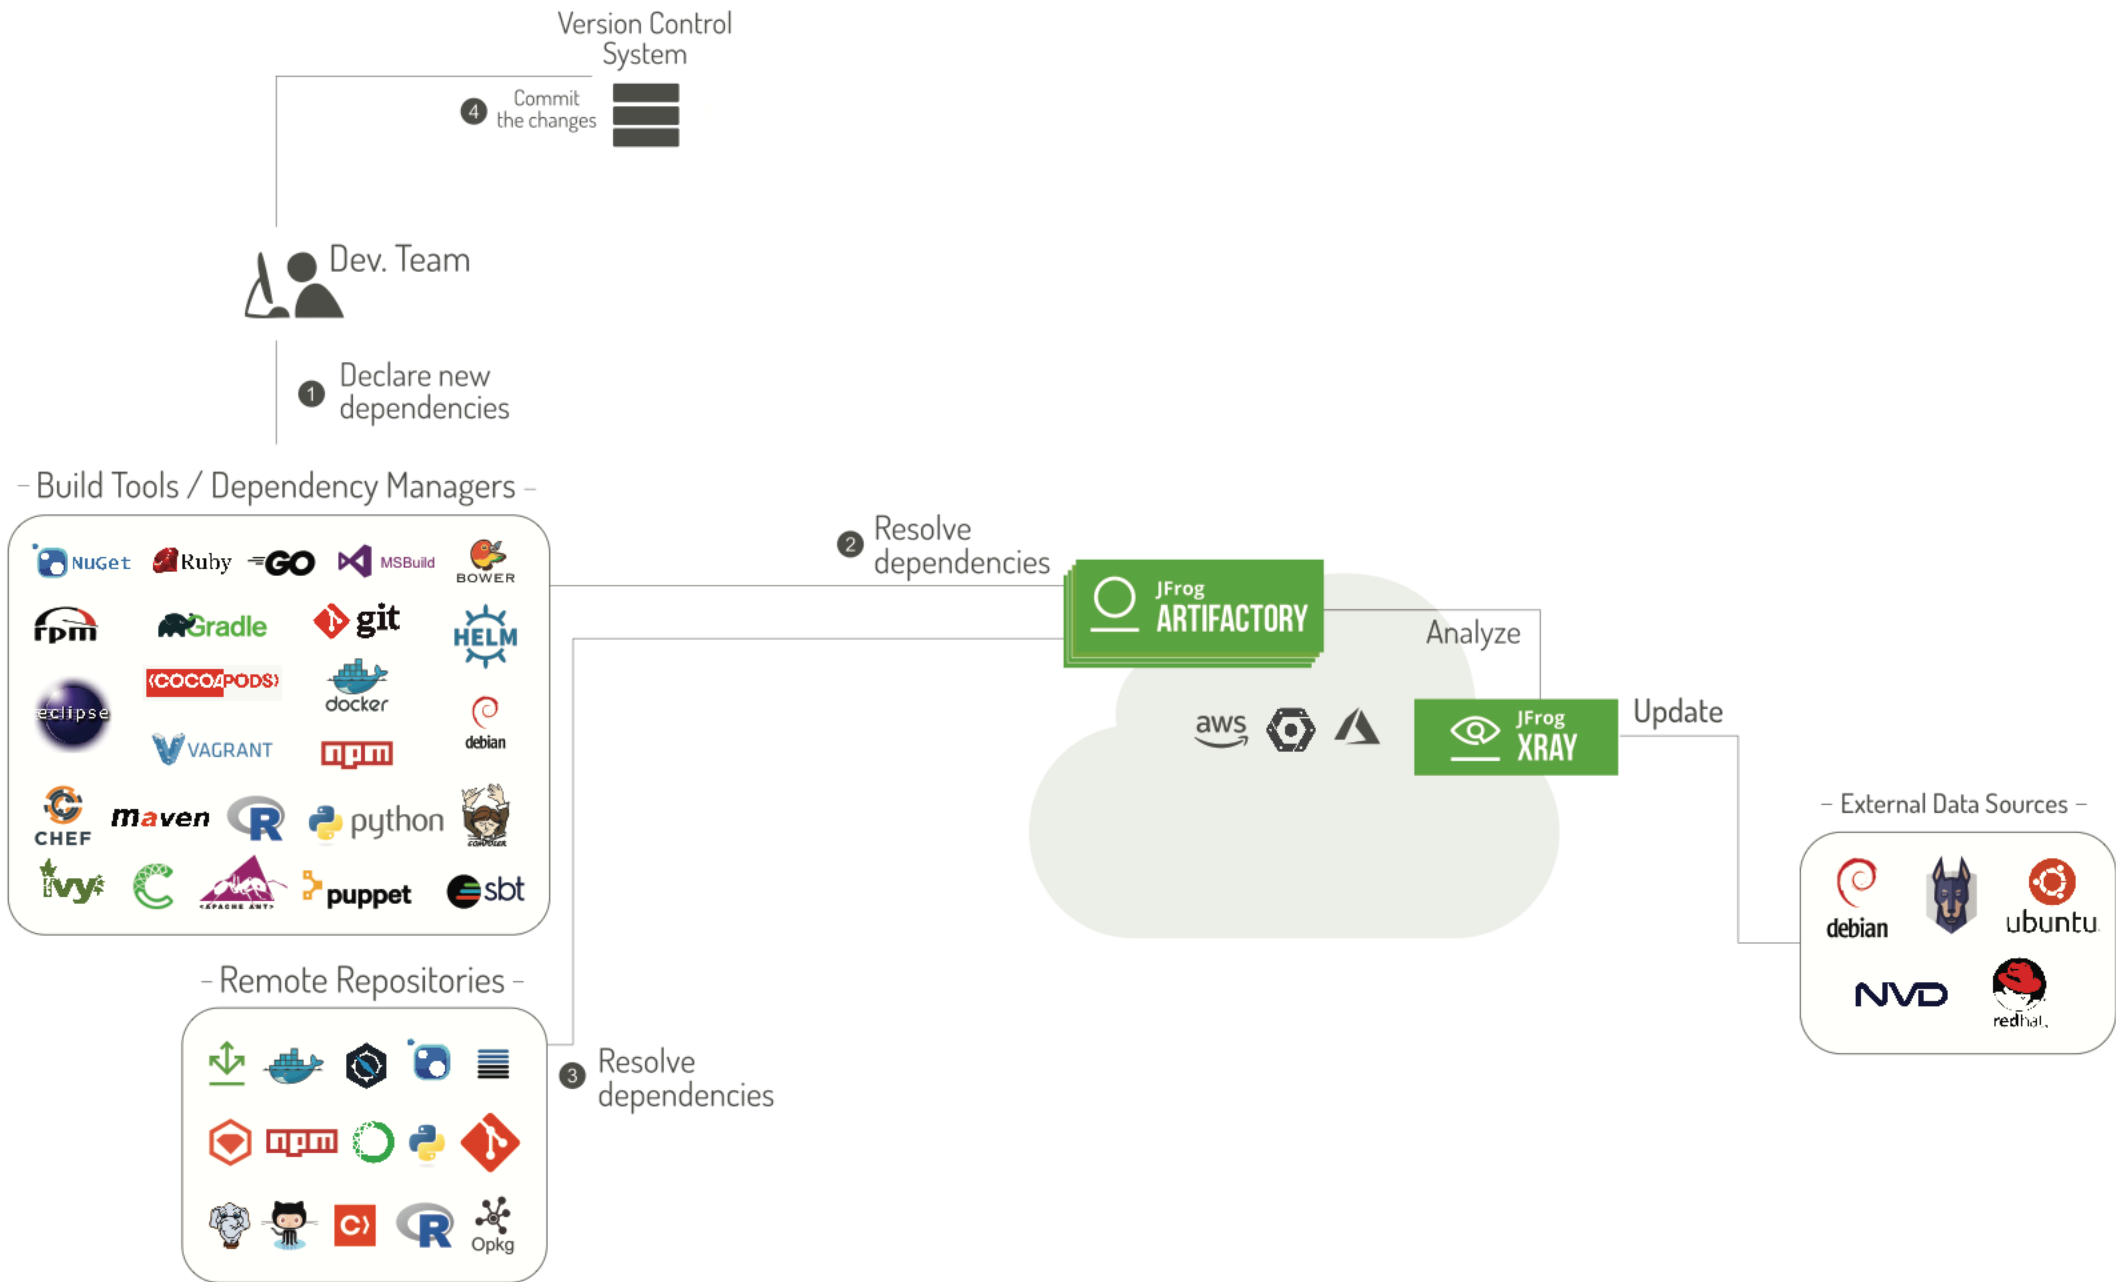 Version Control
System
4
Commit
the changes
Dev. Team
1
Declare new
dependencies
– Build Tools / Dependency Managers –
NuGet
Ruby
GO
MSBuild
BOWER
rpm
Gradle
git
HELM
eclipse
COCOAPODS
docker
debian
VAGRANT
npm
CHEF
maven
R
python
COMPOSER
ivy
C
<APACHE ANT>
puppet
sbt
2
Resolve
dependencies
JFrog
ARTIFACTORY
Analyze
aws
JFrog
XRAY
Update
– External Data Sources –
debian
ubuntu
NVD
redhat
– Remote Repositories –
npm
C)
R
Opkg
3
Resolve
dependencies